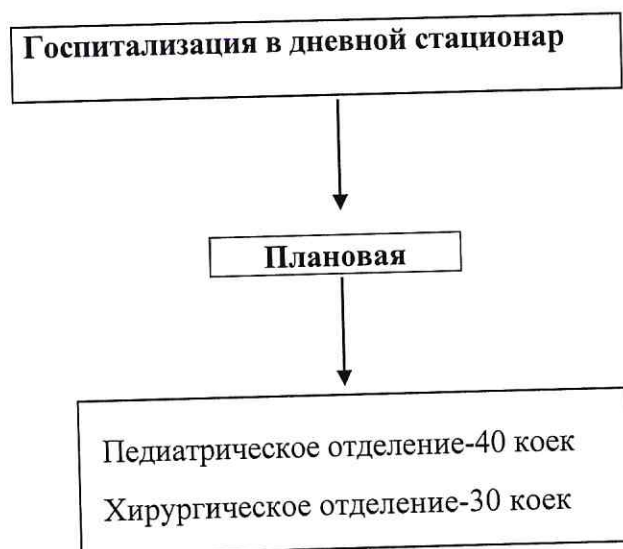 Госпитализация в дневной стационар
Плановая
Педиатрическое отделение-40 коек
Хирургическое отделение-30 коек